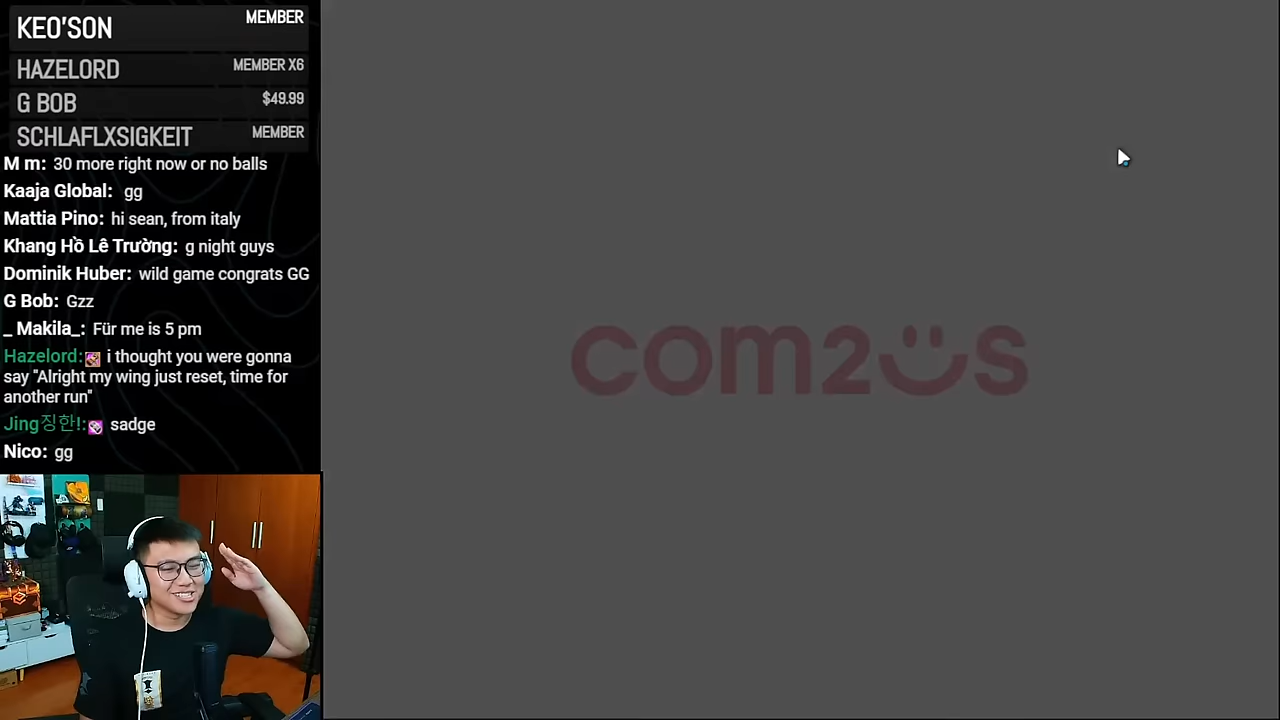 KEO'SON MEMBER
HAZELORD MEMBER X6
G BOB $49.99
SCHLAFLXSIGKEIT MEMBER
M m: 30 more right now or no balls
Kaaja Global: gg
Mattia Pino: hi sean, from italy
Khang Hồ Lê Trường: g night guys
Dominik Huber: wild game congrats GG
G Bob: Gzz
_ Makila_: Für me is 5 pm
Hazelord: i thought you were gonna
say "Alright my wing just reset, time for
another run"
Jing징한!: sadge
Nico: gg
com2us